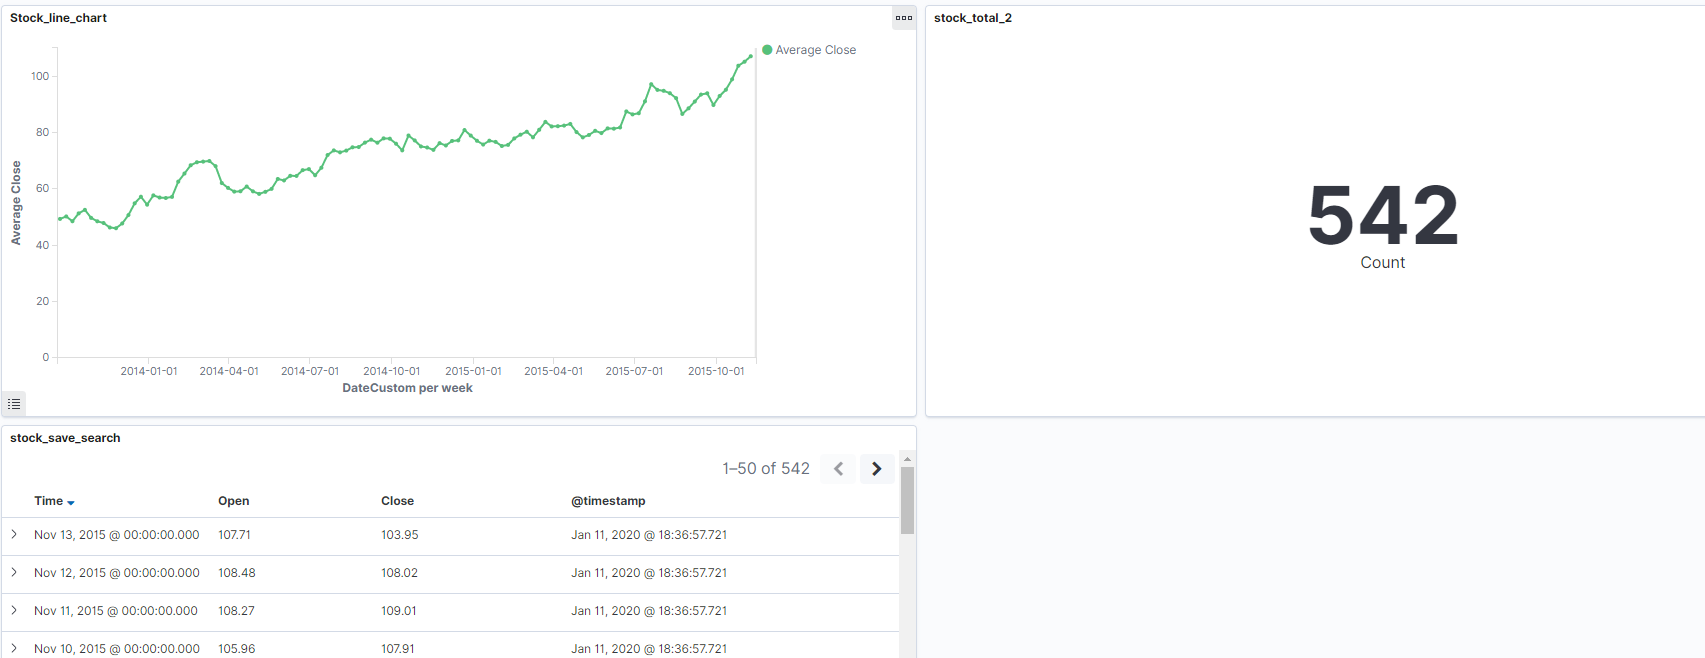 Stock_line_chart
Average Close
100
80
60
40
20
0
Average Close
2014-01-01 2014-04-01 2014-07-01 2014-10-01 2015-01-01 2015-04-01 2015-07-01 2015-10-01
DateCustom per week
stock_total_2
542
Count
stock_save_search
1–50 of 542
Time Open Close @timestamp
Nov 13, 2015 @ 00:00:00.000 107.71 103.95 Jan 11, 2020 @ 18:36:57.721
Nov 12, 2015 @ 00:00:00.000 108.48 108.02 Jan 11, 2020 @ 18:36:57.721
Nov 11, 2015 @ 00:00:00.000 108.27 109.01 Jan 11, 2020 @ 18:36:57.721
Nov 10, 2015 @ 00:00:00.000 105.96 107.91 Jan 11, 2020 @ 18:36:57.721